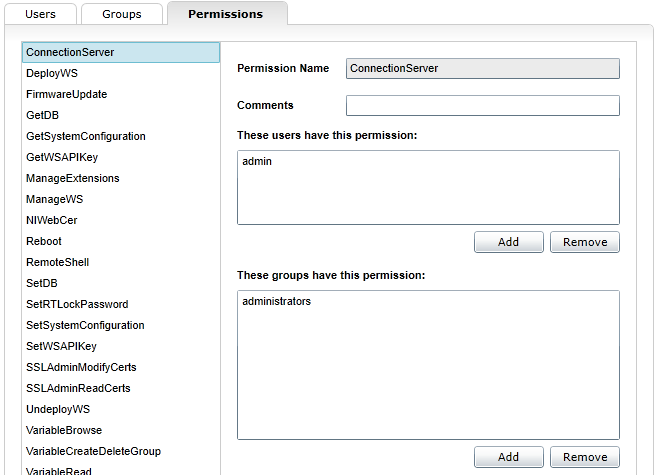 Users Groups Permissions
ConnectionServer
DeployWS
FirmwareUpdate
GetDB
GetSystemConfiguration
GetWSAPIKey
ManageExtensions
ManageWS
NIWebCer
Reboot
RemoteShell
SetDB
SetRTLockPassword
SetSystemConfiguration
SetWSAPIKey
SSLAdminModifyCerts
SSLAdminReadCerts
UndeployWS
VariableBrowse
VariableCreateDeleteGroup
VariableRead
Permission Name ConnectionServer
Comments
These users have this permission:
admin
Add Remove
These groups have this permission:
administrators
Add Remove